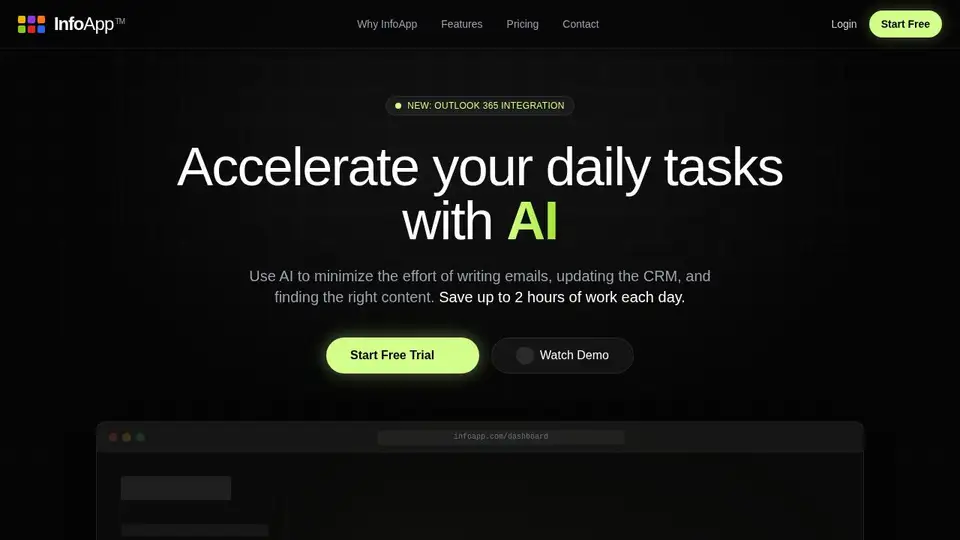 InfoApp™
Why InfoApp
Features
Pricing
Contact
Login
Start Free
NEW: OUTLOOK 365 INTEGRATION
Accelerate your daily tasks
with AI
Use AI to minimize the effort of writing emails, updating the CRM, and
finding the right content. Save up to 2 hours of work each day.
Start Free Trial
Watch Demo
infoapp.com/dashboard